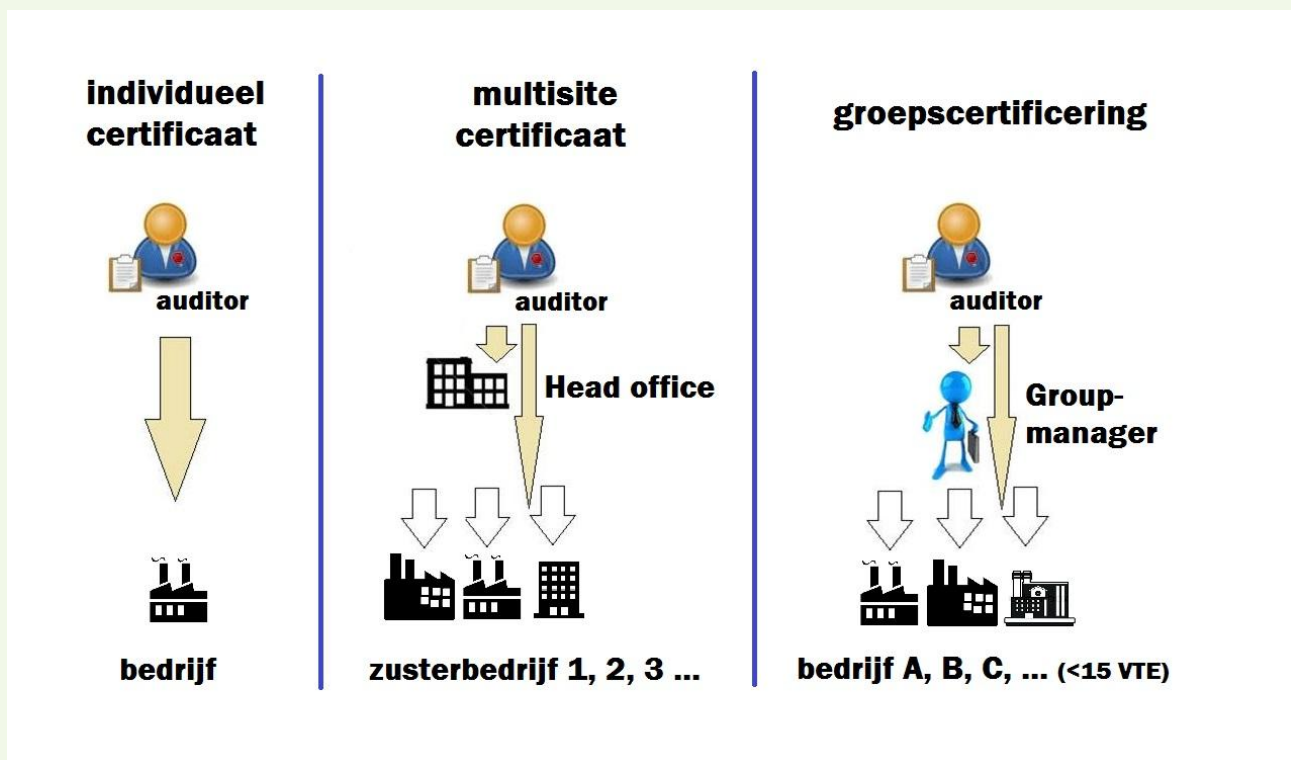 individueel
certificaat
auditor
bedrijf
multisite
certificaat
auditor
Head office
zusterbedrijf 1, 2, 3 ...
groepscertificering
auditor
Group-
manager
bedrijf A, B, C, ... (<15 VTE)